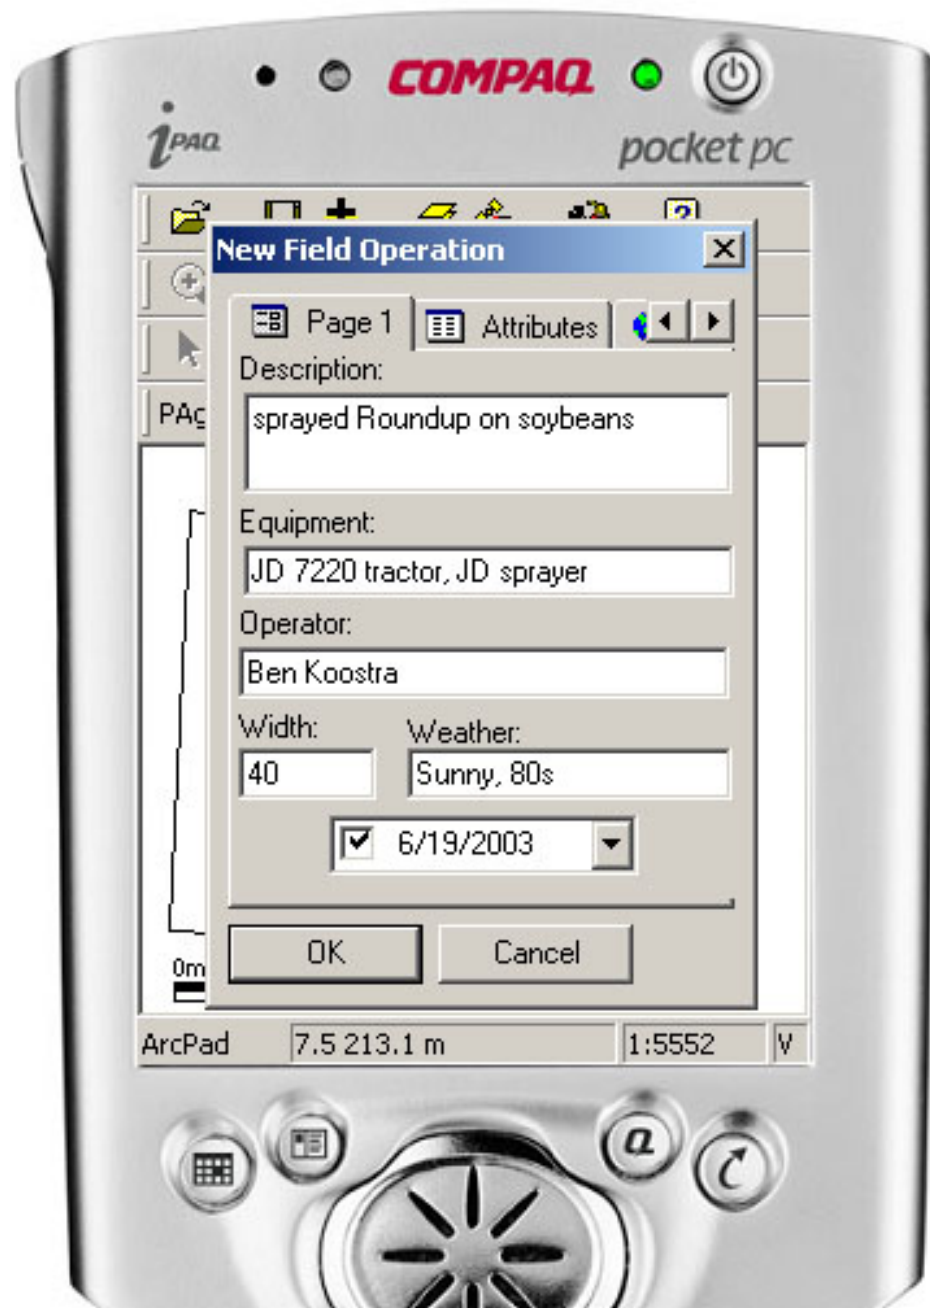 COMPAQ
iPAQ
pocket pc
New Field Operation
Page 1
Attributes
Description:
sprayed Roundup on soybeans
Equipment:
JD 7220 tractor, JD sprayer
Operator:
Ben Koostra
Width:
Weather:
40
Sunny, 80s
6/19/2003
OK
Cancel
0m
ArcPad
7.5 213.1 m
1:5552
V